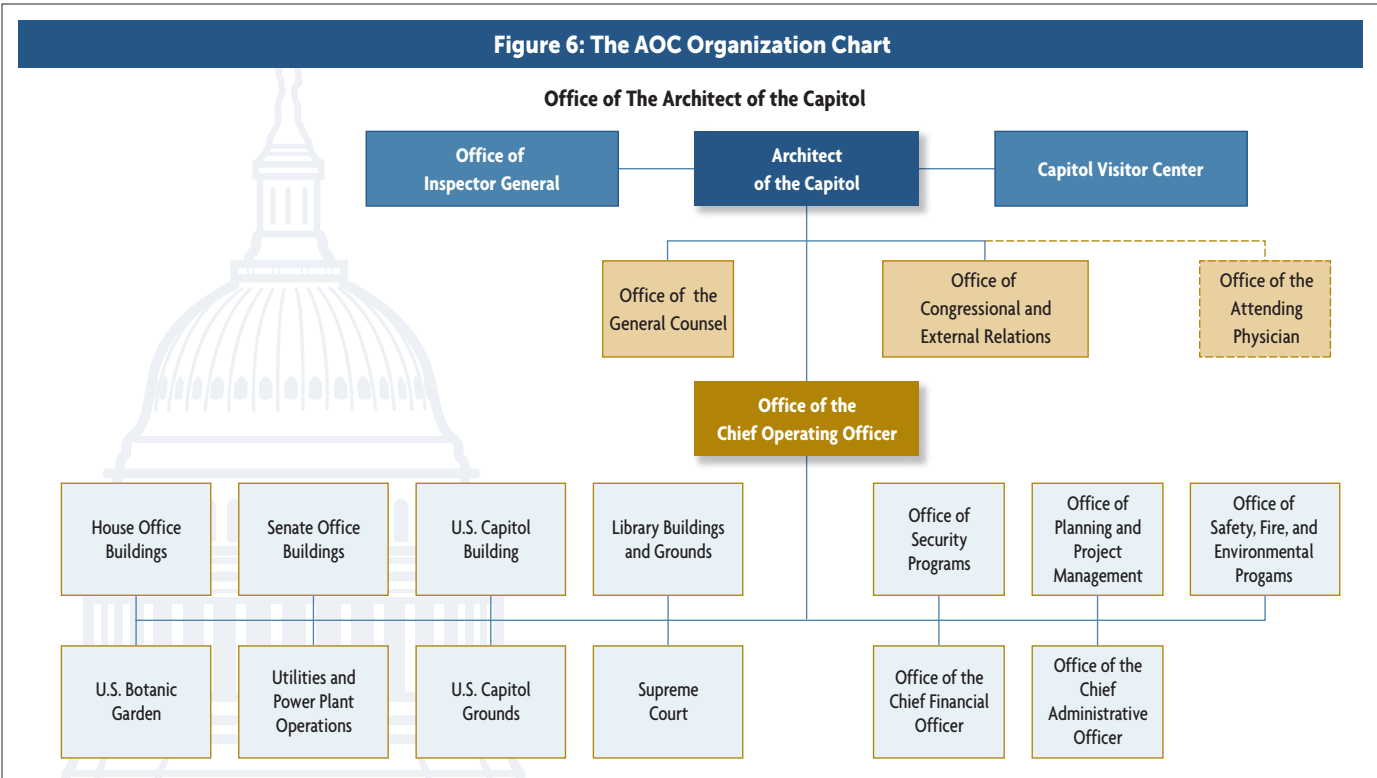 Figure 6: The AOC Organization Chart
Office of The Architect of the Capitol
Office of
Inspector General
Architect
of the Capitol
Capitol Visitor Center
Office of the
General Counsel
Office of
Congressional and
External Relations
Office of the
Attending
Physician
Office of the
Chief Operating Officer
House Office
Buildings
Senate Office
Buildings
U.S. Capitol
Building
Library Buildings
and Grounds
Office of
Security
Programs
Office of
Planning and
Project
Management
Office of
Safety, Fire, and
Environmental
Progams
U.S. Botanic
Garden
Utilities and
Power Plant
Operations
U.S. Capitol
Grounds
Supreme
Court
Office of the
Chief Financial
Officer
Office of the
Chief
Administrative
Officer